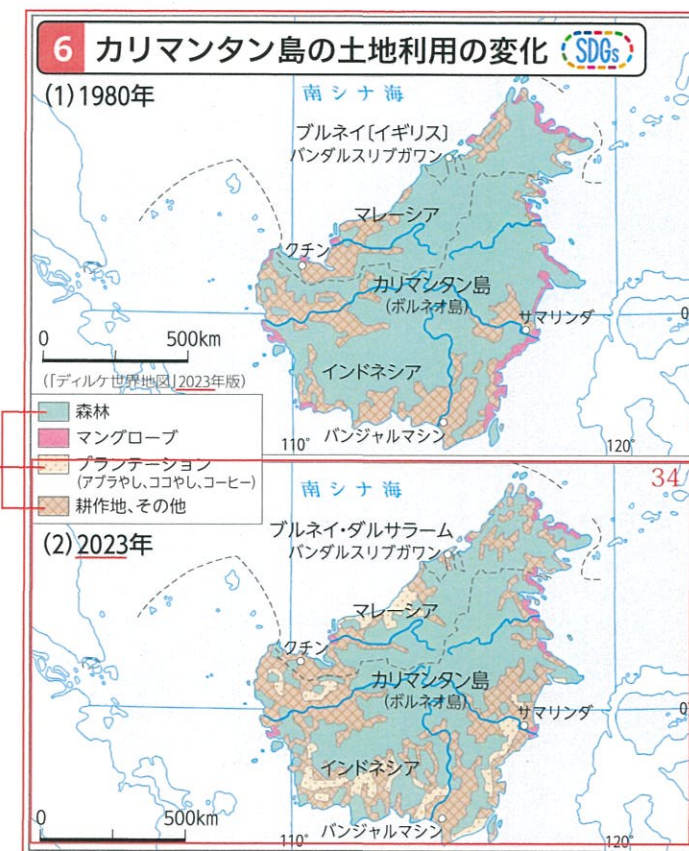 6 カリマンタン島の土地利用の変化 SDGs
(1)1980年
南シナ海
ブルネイ〔イギリス〕
バンダルスリブガワン
マレーシア
クチン
カリマンタン島
(ボルネオ島)
サマリンダ
0°
0 500km
インドネシア
(「ディルケ世界地図」2023年版)
森林
マングローブ
プランテーション
(アブラやし、ココやし、コーヒー)
耕作地、その他
バンジャルマシン
110° 120°
34
南シナ海
(2)2023年
ブルネイ・ダルサラーム
バンダルスリブガワン
マレーシア
クチン
カリマンタン島
(ボルネオ島)
サマリンダ
インドネシア
0 500km
バンジャルマシン
110° 120°